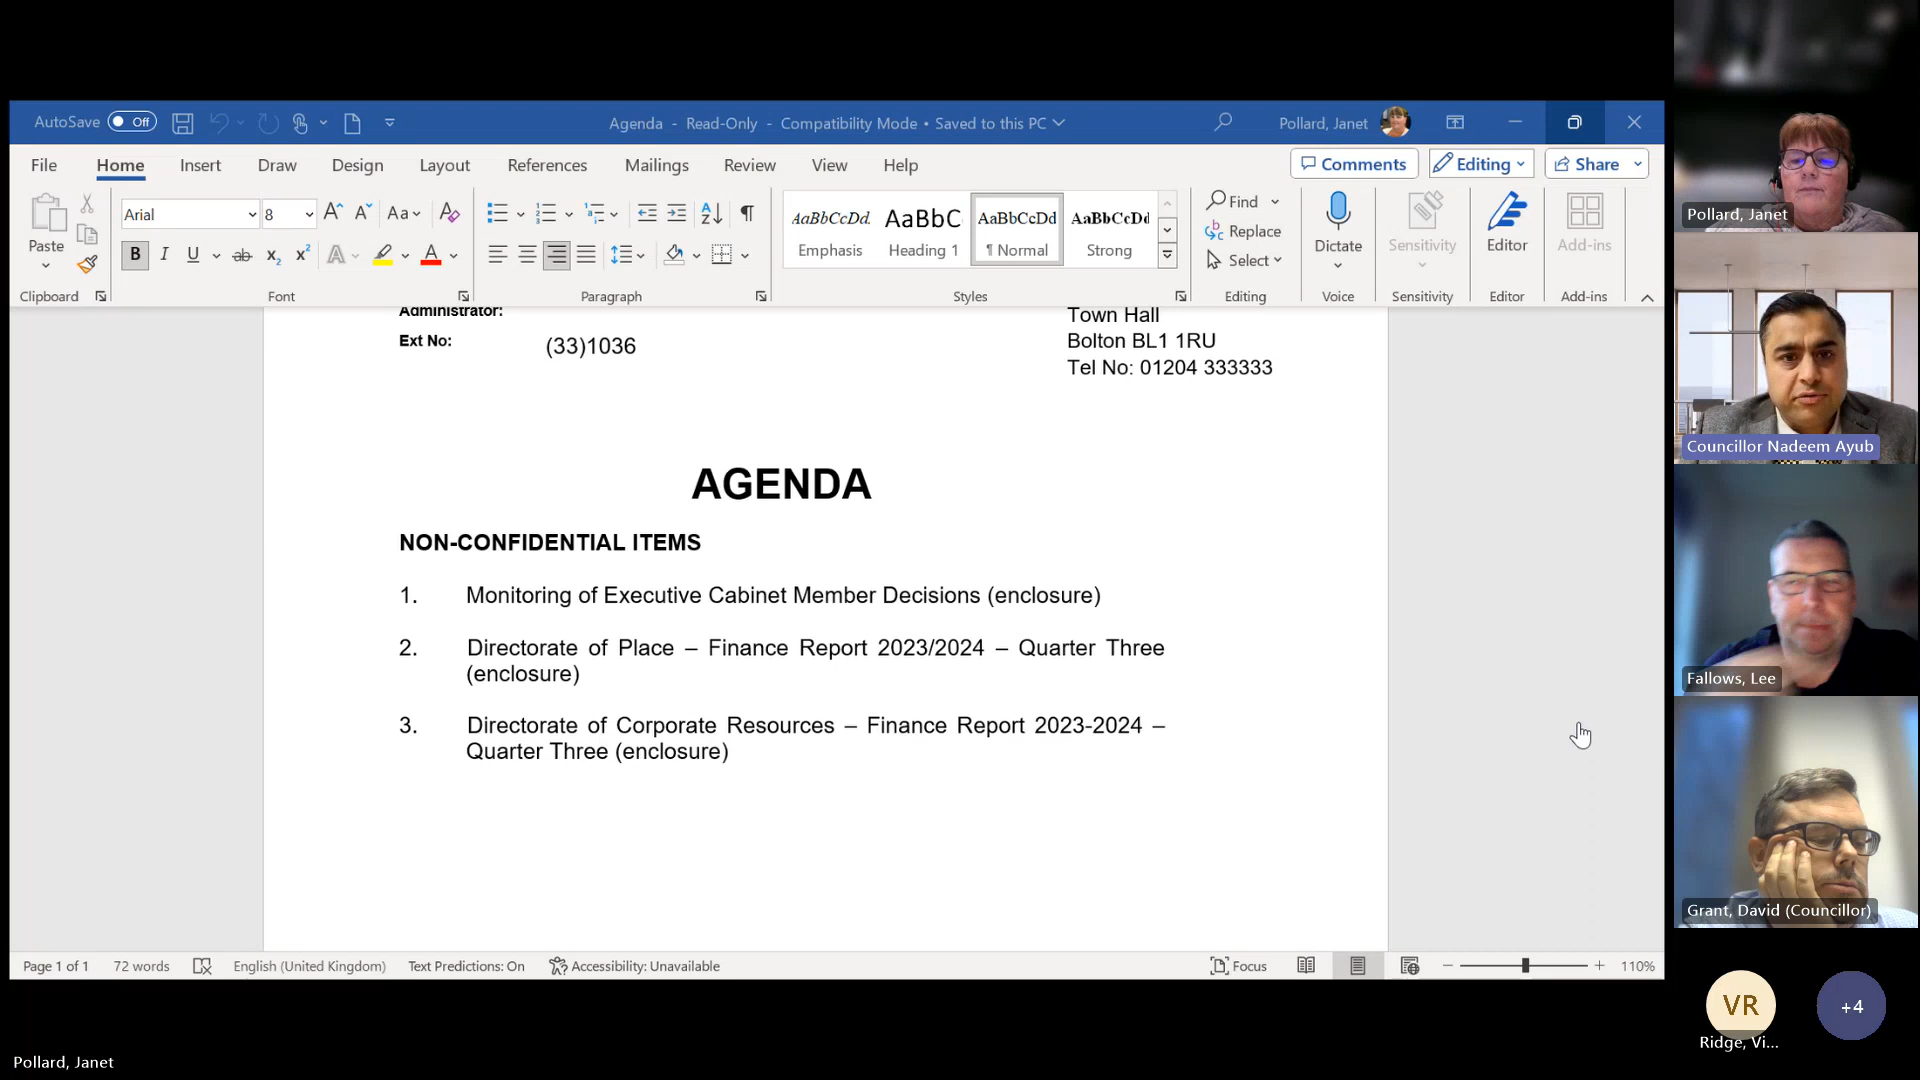 AutoSave Off
Agenda - Read-Only - Compatibility Mode • Saved to this PC
Pollard, Janet
File Home Insert Draw Design Layout References Mailings Review View Help
Comments Editing Share
Paste
Clipboard
Arial 8
Aa
B I U ab x₂ x² A A
Font
Paragraph
AaBbCcDd AaBbC AaBbCcDd AaBbCcDd
Emphasis Heading 1 ¶ Normal Strong
Styles
Find
Replace
Select
Editing
Dictate
Voice
Sensitivity
Sensitivity
Editor
Editor
Add-ins
Add-ins
Administrator:
Ext No: (33)1036
Town Hall
Bolton BL1 1RU
Tel No: 01204 333333
AGENDA
NON-CONFIDENTIAL ITEMS
1. Monitoring of Executive Cabinet Member Decisions (enclosure)
2. Directorate of Place – Finance Report 2023/2024 – Quarter Three
(enclosure)
3. Directorate of Corporate Resources – Finance Report 2023-2024 –
Quarter Three (enclosure)
Page 1 of 1 72 words English (United Kingdom) Text Predictions: On Accessibility: Unavailable Focus 110%
Pollard, Janet
Councillor Nadeem Ayub
Fallows, Lee
Grant, David (Councillor)
VR +4
Ridge, Vi...
Pollard, Janet